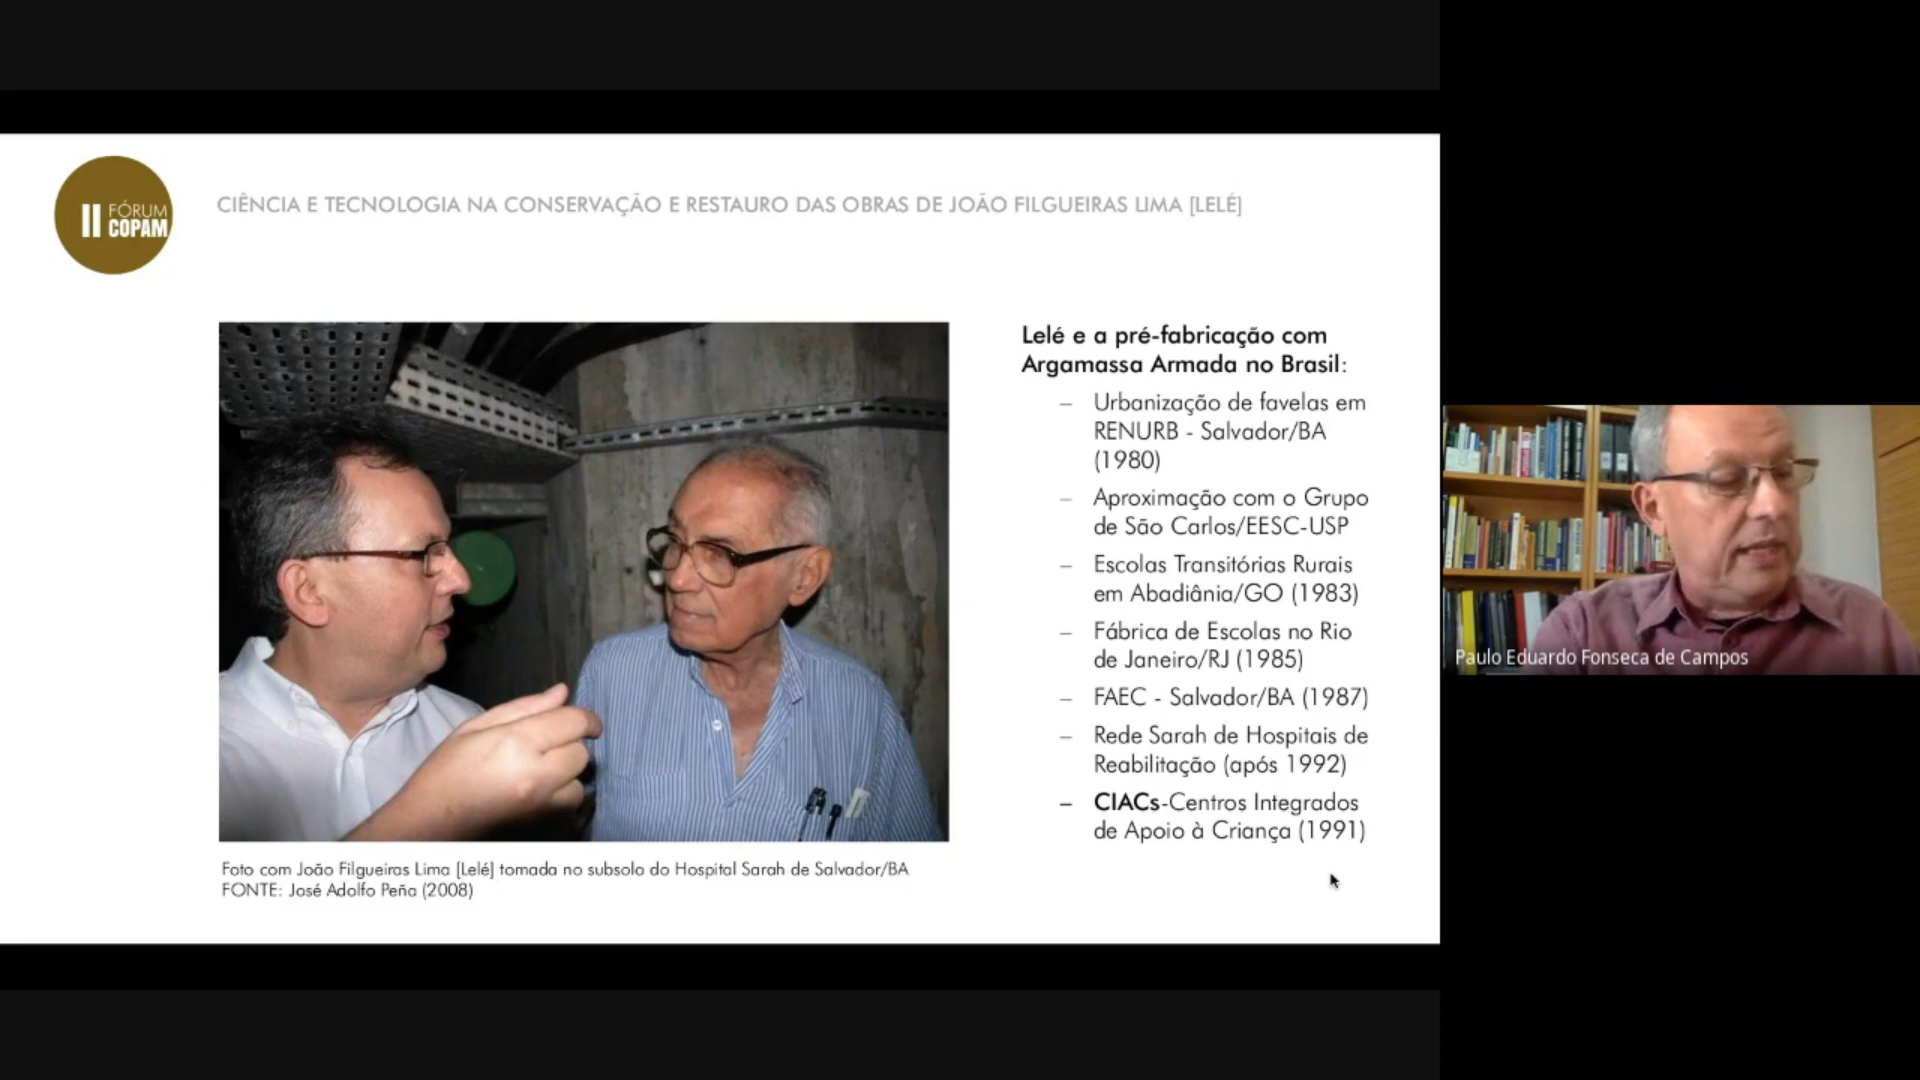 II FÓRUM
COPAM
CIÊNCIA E TECNOLOGIA NA CONSERVAÇÃO E RESTAURO DAS OBRAS DE JOÃO FILGUEIRAS LIMA [LELÉ]
Lelé e a pré-fabricação com
Argamassa Armada no Brasil:
– Urbanização de favelas em
RENURB - Salvador/BA
(1980)
– Aproximação com o Grupo
de São Carlos/EESC-USP
– Escolas Transitórias Rurais
em Abadiânia/GO (1983)
– Fábrica de Escolas no Rio
de Janeiro/RJ (1985)
– FAEC - Salvador/BA (1987)
– Rede Sarah de Hospitais de
Reabilitação (após 1992)
– CIACs-Centros Integrados
de Apoio à Criança (1991)
Foto com João Filgueiras Lima [Lelé] tomada no subsolo do Hospital Sarah de Salvador/BA
FONTE: José Adolfo Peña (2008)
Paulo Eduardo Fonseca de Campos